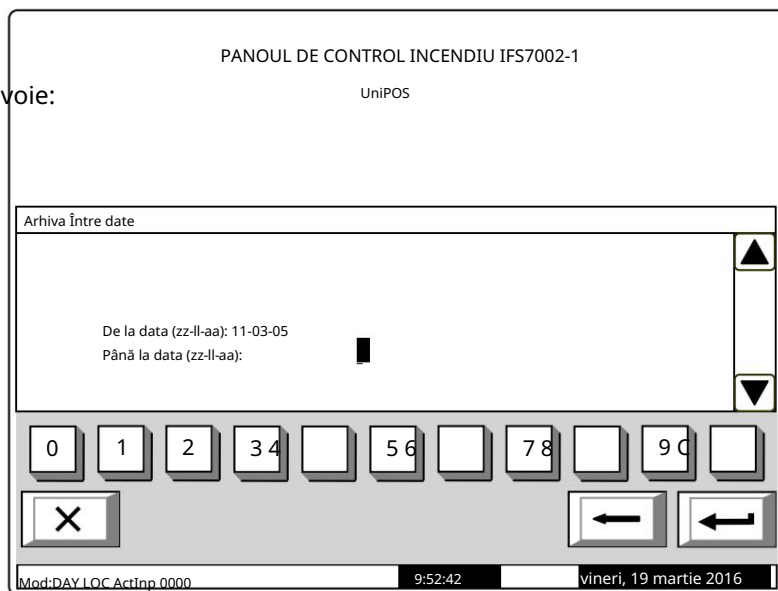 PANOUL DE CONTROL INCENDIU IFS7002-1
voie:
UniPOS
Arhiva Între date
De la data (zz-ll-aa): 11-03-05
Până la data (zz-ll-aa):
0 1 2 3 4 5 6 7 8 9 C
Mod:DAY LOC ActInp 0000 9:52:42 vineri, 19 martie 2016